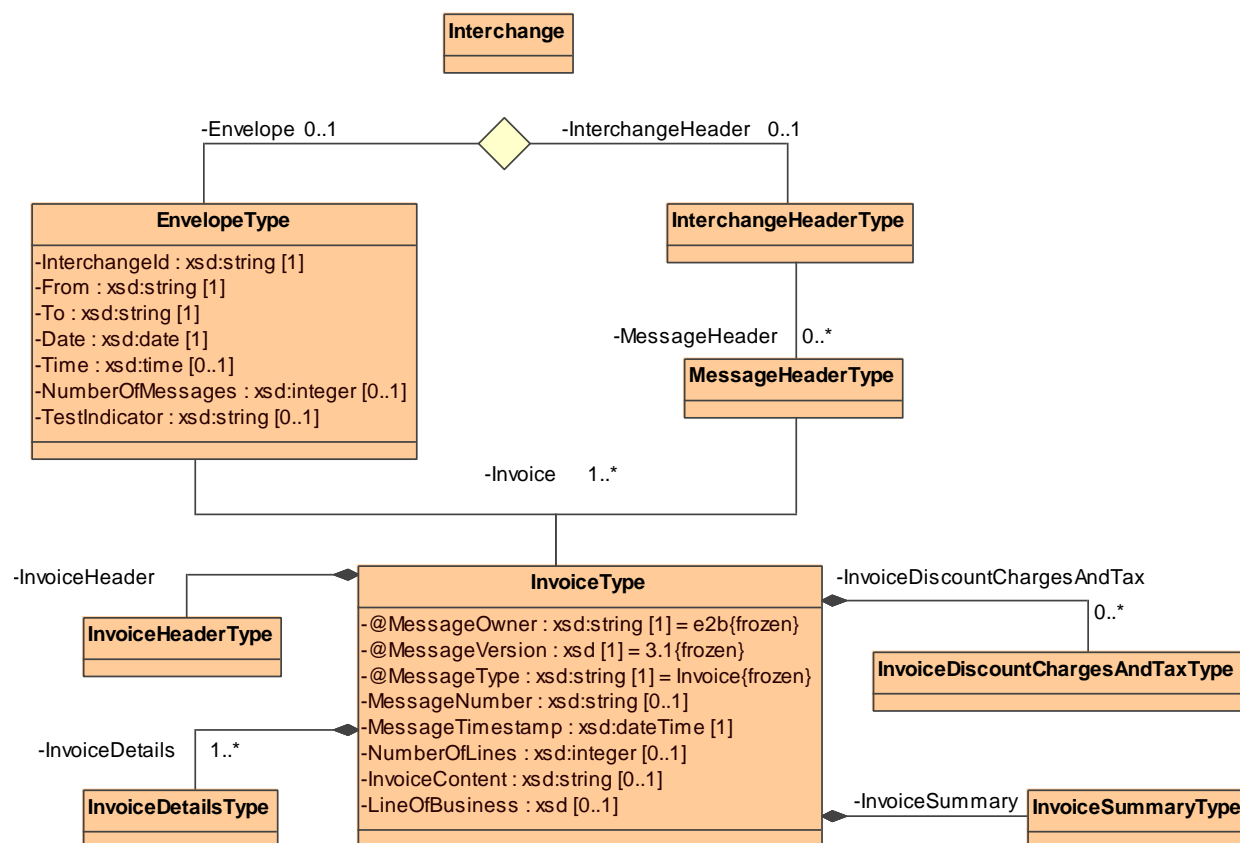 Interchange
-Envelope 0..1
-InterchangeHeader 0..1
EnvelopeType
-InterchangeId : xsd:string [1]
-From : xsd:string [1]
-To : xsd:string [1]
-Date : xsd:date [1]
-Time : xsd:time [0..1]
-NumberOfMessages : xsd:integer [0..1]
-TestIndicator : xsd:string [0..1]
InterchangeHeaderType
-MessageHeader 0..*
MessageHeaderType
-Invoice 1..*
-InvoiceHeader
InvoiceHeaderType
InvoiceType
-@MessageOwner : xsd:string [1] = e2b{frozen}
-@MessageVersion : xsd [1] = 3.1{frozen}
-@MessageType : xsd:string [1] = Invoice{frozen}
-MessageNumber : xsd:string [0..1]
-MessageTimestamp : xsd:dateTime [1]
-NumberOfLines : xsd:integer [0..1]
-InvoiceContent : xsd:string [0..1]
-LineOfBusiness : xsd [0..1]
-InvoiceDiscountChargesAndTax
0..*
InvoiceDiscountChargesAndTaxType
-InvoiceDetails 1..*
InvoiceDetailsType
-InvoiceSummary
InvoiceSummaryType